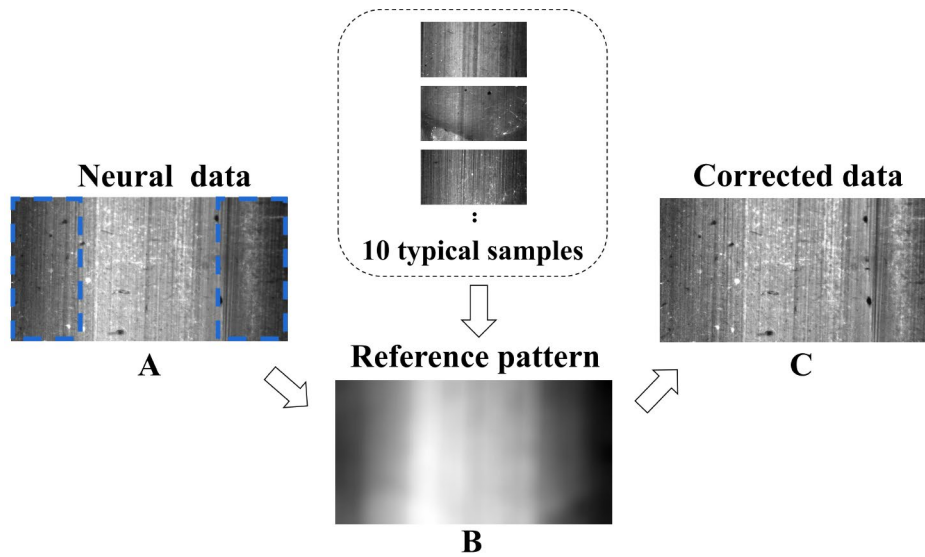 :
10 typical samples
Neural data
Corrected data
A
Reference pattern
C
B